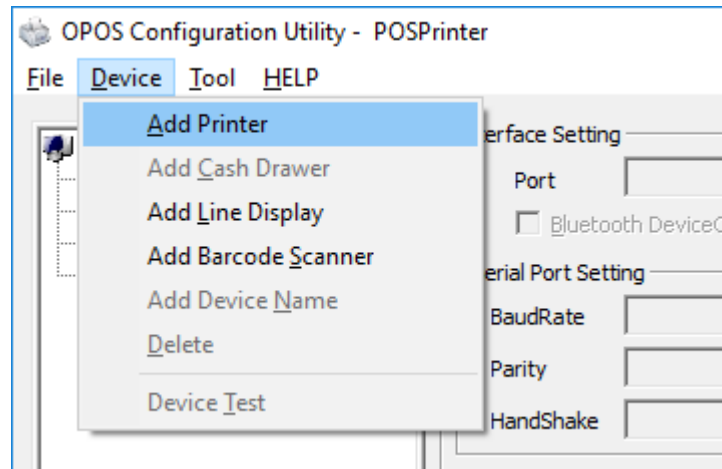 OPOS Configuration Utility - POSPrinter
File Device Tool HELP
Add Printer
Add Cash Drawer
Add Line Display
Add Barcode Scanner
Add Device Name
Delete
Device Test
erface Setting
Port
Bluetooth Device
erial Port Setting
BaudRate
Parity
HandShake